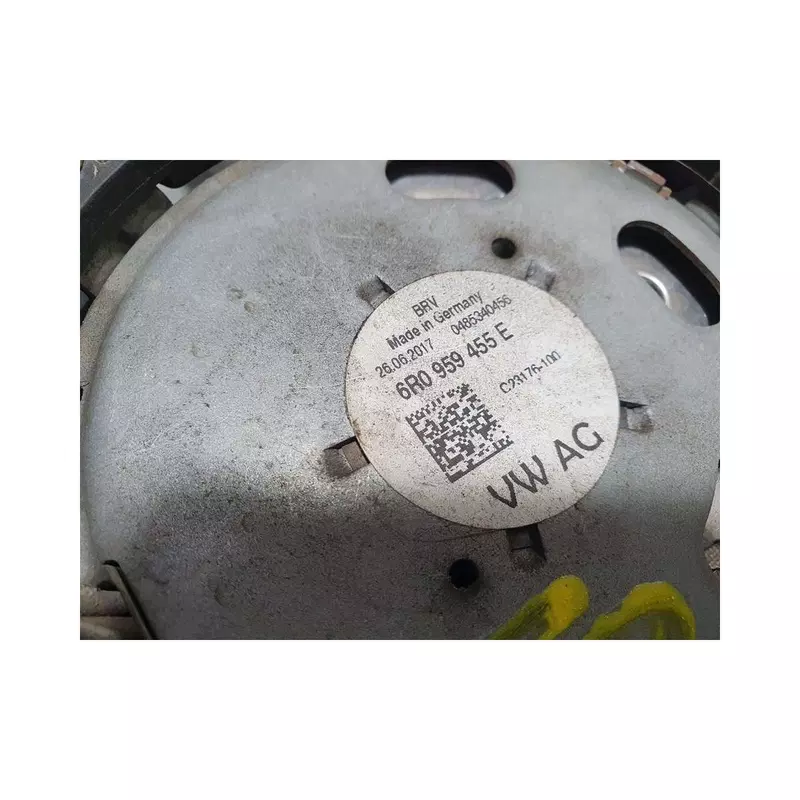 BRV
Made in Germany
26.06.2017 0485340456
6R0 959 455 E
C23176-100
VW AG